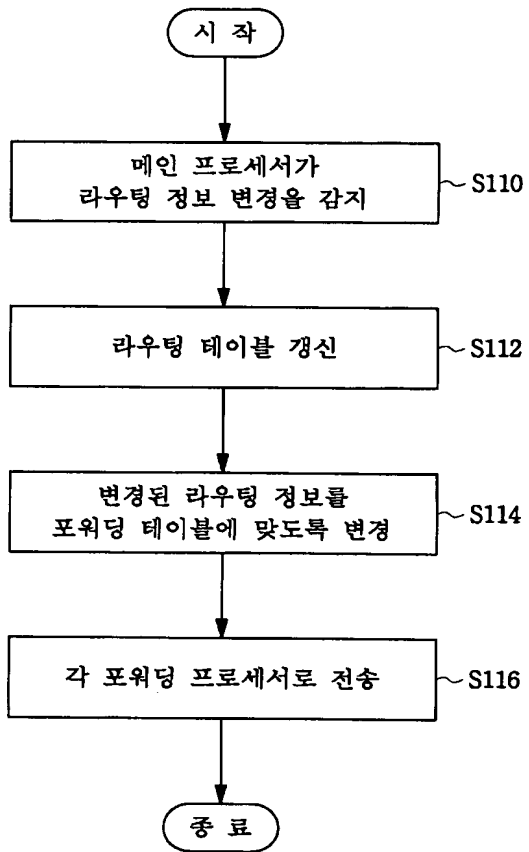 시 작
메인 프로세서가
라우팅 정보 변경을 감지
S110
라우팅 테이블 갱신
S112
변경된 라우팅 정보를
포워딩 테이블에 맞도록 변경
S114
각 포워딩 프로세서로 전송
S116
종 료